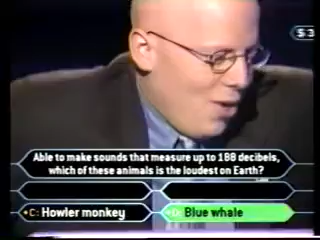 $ 3
Able to make sounds that measure up to 188 decibels,
which of these animals is the loudest on Earth?
C: Howler monkey
D: Blue whale